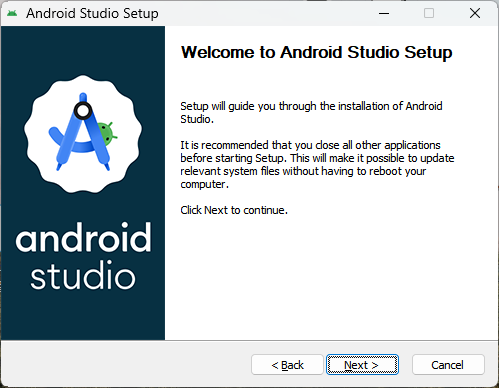 Android Studio Setup
Welcome to Android Studio Setup
Setup will guide you through the installation of Android
Studio.
It is recommended that you close all other applications
before starting Setup. This will make it possible to update
relevant system files without having to reboot your
computer.
Click Next to continue.
android
studio
< Back
Next >
Cancel